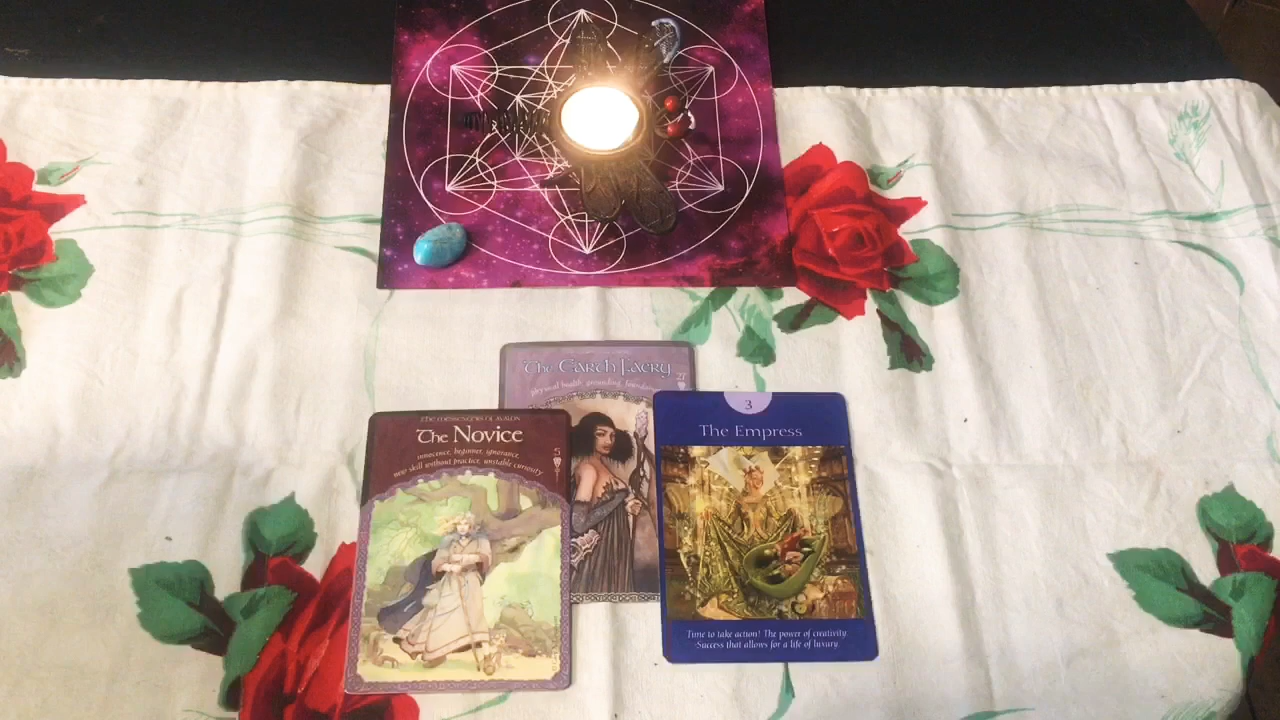 The Earth Faery
physical health, grounding, foundation
21
THE MESSENGERS OF AVALON
The Novice
innocence, beginner, ignorance,
new skill without practice, unstable curiosity
5
3
The Empress
Time to take action! The power of creativity.
Success that allows for a life of luxury.